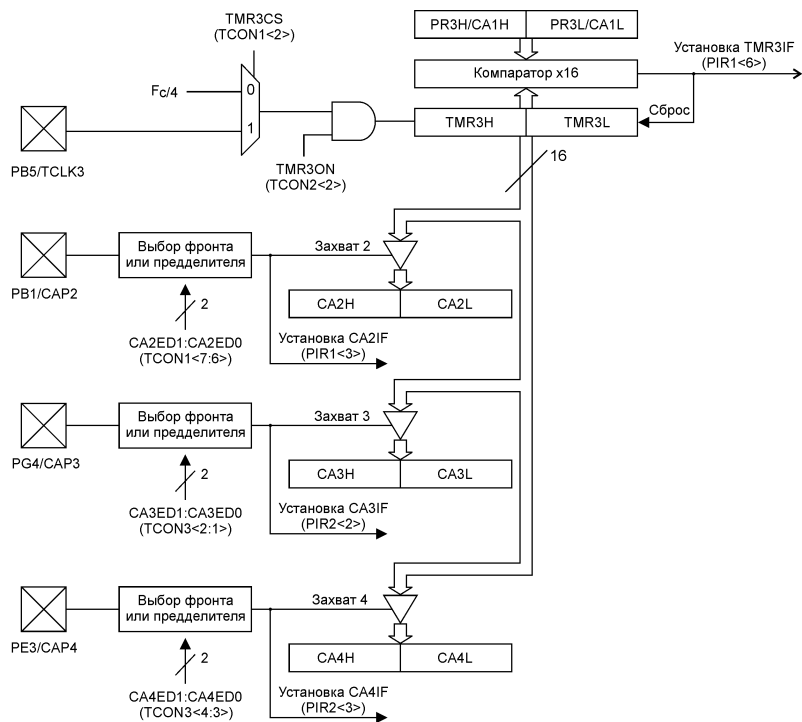 TMR3CS
(TCON1<2>)
PR3H/CA1H
PR3L/CA1L
Установка TMR3IF
(PIR1<6>)
Fc/4
0
Компаратор x16
1
TMR3H
TMR3L
Сброс
PB5/TCLK3
TMR3ON
(TCON2<2>)
16
Выбор фронта
или предделителя
Захват 2
PB1/CAP2
2
CA2H
CA2L
CA2ED1:CA2ED0
(TCON1<7:6>)
Установка CA2IF
(PIR1<3>)
Выбор фронта
или предделителя
Захват 3
PG4/CAP3
2
CA3H
CA3L
CA3ED1:CA3ED0
(TCON3<2:1>)
Установка CA3IF
(PIR2<2>)
Выбор фронта
или предделителя
Захват 4
PE3/CAP4
2
CA4H
CA4L
CA4ED1:CA4ED0
(TCON3<4:3>)
Установка CA4IF
(PIR2<3>)